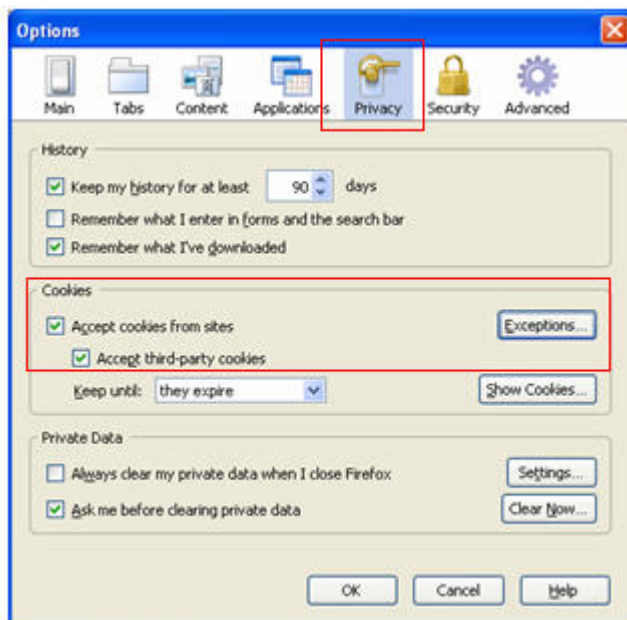 Options
Main Tabs Content Applications Privacy Security Advanced
History
Keep my history for at least 90 days
Remember what I enter in forms and the search bar
Remember what I've downloaded
Cookies
Accept cookies from sites Exceptions...
Accept third-party cookies
Keep until: they expire Show Cookies...
Private Data
Always clear my private data when I close Firefox Settings...
Ask me before clearing private data Clear Now...
OK Cancel Help